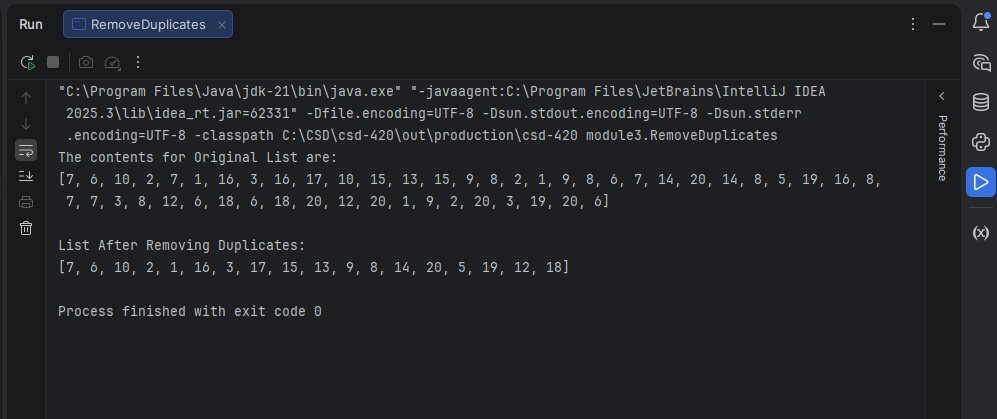 Run
RemoveDuplicates
"C:\Program Files\Java\jdk-21\bin\java.exe" "-javaagent:C:\Program Files\JetBrains\IntelliJ IDEA
2025.3\lib\idea_rt.jar=62331" -Dfile.encoding=UTF-8 -Dsun.stdout.encoding=UTF-8 -Dsun.stderr
.encoding=UTF-8 -classpath C:\CSD\csd-420\out\production\csd-420 module3.RemoveDuplicates
The contents for Original List are:
[7, 6, 10, 2, 7, 1, 16, 3, 16, 17, 10, 15, 13, 15, 9, 8, 2, 1, 9, 8, 6, 7, 14, 20, 14, 8, 5, 19, 16, 8,
7, 7, 3, 8, 12, 6, 18, 6, 18, 20, 12, 20, 1, 9, 2, 20, 3, 19, 20, 6]
List After Removing Duplicates:
[7, 6, 10, 2, 1, 16, 3, 17, 15, 13, 9, 8, 14, 20, 5, 19, 12, 18]
Process finished with exit code 0
Performance
(x)